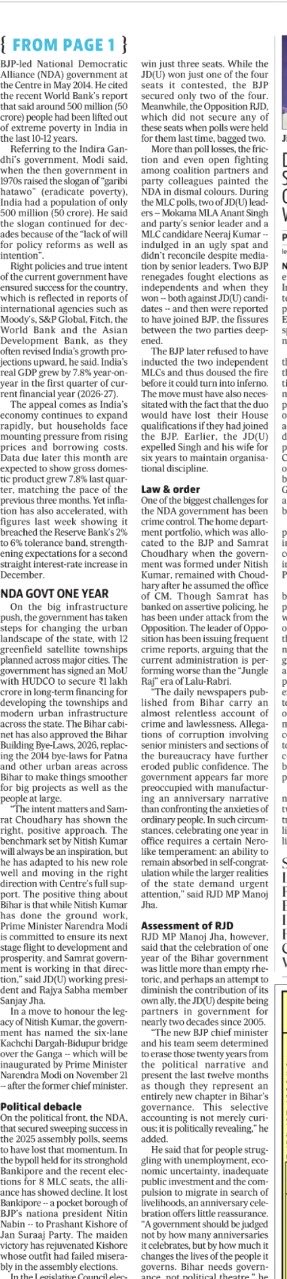 { FROM PAGE 1 }
BJP-led National Democratic
Alliance (NDA) government at
the Centre in May 2014. He cited
the recent World Bank's report
that said around 500 million (50
crore) people had been lifted out
of extreme poverty in India in
the last 10-12 years.
Referring to the Indira Gan-
dhi's government, Modi said,
when the then government in
1970s raised the slogan of "garibi
hatawo" (eradicate poverty),
India had a population of only
500 million (50 crore). He said
the slogan continued for dec-
ades because of the "lack of will
for policy reforms as well as
intention".
Right policies and true intent
of the current government have
ensured success for the country,
which is reflected in reports of
international agencies such as
Moody's, S&P Global, Fitch, the
World Bank and the Asian
Development Bank, as they
often revised India's growth pro-
jections upward, he said. India's
real GDP grew by 7.8% year-on-
year in the first quarter of cur-
rent financial year (2026-27).
The appeal comes as India's
economy continues to expand
rapidly, but households face
mounting pressure from rising
prices and borrowing costs.
Data due later this month are
expected to show gross domes-
tic product grew 7.8% last quar-
ter, matching the pace of the
previous three months. Yet infla-
tion has also accelerated, with
figures last week showing it
breached the Reserve Bank's 2%
to 6% tolerance band, strength-
ening expectations for a second
straight interest-rate increase in
December.
NDA GOVT ONE YEAR
On the big infrastructure
push, the government has taken
steps for changing the urban
landscape of the state, with 12
greenfield satellite townships
planned across major cities. The
government has signed an MoU
with HUDCO to secure ₹1 lakh
crore in long-term financing for
developing the townships and
modern urban infrastructure
across the state. The Bihar cabi-
net has also approved the Bihar
Building Bye-Laws, 2026, replac-
ing the 2014 bye-laws for Patna
and other urban areas across
Bihar to make things smoother
for big projects as well as the
people at large.
"The intent matters and Sam-
rat Choudhary has shown the
right, positive approach. The
benchmark set by Nitish Kumar
will always be an inspiration, but
he has adapted to his new role
well and moving in the right
direction with Centre's full sup-
port. The positive thing about
Bihar is that while Nitish Kumar
has done the ground work,
Prime Minister Narendra Modi
is committed to ensure its next
stage flight to development and
prosperity, and Samrat govern-
ment is working in that direc-
tion," said JD(U) working presi-
dent and Rajya Sabha member
Sanjay Jha.
In a move to honour the leg-
acy of Nitish Kumar, the govern-
ment has named the six-lane
Kachchi Dargah-Bidupur bridge
over the Ganga -- which will be
inaugurated by Prime Minister
Narendra Modi on November 21
-- after the former chief minister.
Political debacle
On the political front, the NDA,
that secured sweeping success in
the 2025 assembly polls, seems
to have lost that momentum. In
the bypoll held for its stronghold
Bankipore and the recent elec-
tions for 8 MLC seats, the alli-
ance has showed decline. It lost
Bankipore -- a pocket borough of
BJP's national president Nitin
Nabin -- to Prashant Kishore of
Jan Suraaj Party. The maiden
victory has rejuvenated Kishore
whose outfit had failed miser-
ably in the assembly elections.
In the Legislative Council elec-
win just three seats. While the
JD(U) won just one of the four
seats it contested, the BJP
secured only two of the four.
Meanwhile, the Opposition RJD,
which did not secure any of
these seats when polls were held
for them last time, bagged two.
More than poll losses, the fric-
tion and even open fighting
among coalition partners and
party colleagues painted the
NDA in dismal colours. During
the MLC polls, two of JD(U) lead-
ers -- Mokama MLA Anant Singh
and party's senior leader and a
MLC candidate Neeraj Kumar --
indulged in an ugly spat and
didn't reconcile despite media-
tion by senior leaders. Two BJP
renegades fought elections as
independents and when they
won -- both against JD(U) candi-
dates -- and then were reported
to have joined BJP, the fissures
between the two parties deep-
ened.
The BJP later refused to have
inducted the two independent
MLCs and thus doused the fire
before it could turn into inferno.
The move must have also neces-
sitated with the fact that the duo
would have lost their House
qualifications if they had joined
the BJP. Earlier, the JD(U)
expelled Singh and his wife for
six years to maintain organisa-
tional discipline.
Law & order
One of the biggest challenges for
the NDA government has been
crime control. The home depart-
ment portfolio, which was allo-
cated to the BJP and Samrat
Choudhary when the govern-
ment was formed under Nitish
Kumar, remained with Choud-
hary after he assumed the office
of CM. Though Samrat has
banked on assertive policing, he
has been under attack from the
Opposition. The leader of Oppo-
sition has been issuing frequent
crime reports, arguing that the
current administration is per-
forming worse than the "Jungle
Raj" era of Lalu-Rabri.
"The daily newspapers pub-
lished from Bihar carry an
almost relentless account of
crime and lawlessness. Allega-
tions of corruption involving
senior ministers and sections of
the bureaucracy have further
eroded public confidence. The
government appears far more
preoccupied with manufactur-
ing an anniversary narrative
than confronting the anxieties of
ordinary people. In such circum-
stances, celebrating one year in
office requires a certain Nero-
like temperament: an ability to
remain absorbed in self-congrat-
ulation while the larger realities
of the state demand urgent
attention," said RJD MP Manoj
Jha.
Assessment of RJD
RJD MP Manoj Jha, however,
said that the celebration of one
year of the Bihar government
was little more than empty rhe-
toric, and perhaps an attempt to
diminish the contribution of its
own ally, the JD(U) despite being
partners in government for
nearly two decades since 2005.
"The new BJP chief minister
and his team seem determined
to erase those twenty years from
the political narrative and
present the last twelve months
as though they represent an
entirely new chapter in Bihar's
governance. This selective
accounting is not merely curi-
ous; it is politically revealing," he
added.
He said that for people strug-
gling with unemployment, eco-
nomic uncertainty, inadequate
public investment and the com-
pulsion to migrate in search of
livelihoods, an anniversary cele-
bration offers little reassurance.
"A government should be judged
not by how many anniversaries
it celebrates, but by how much it
changes the lives of the people it
governs. Bihar needs govern-
ance, not political theatre," he